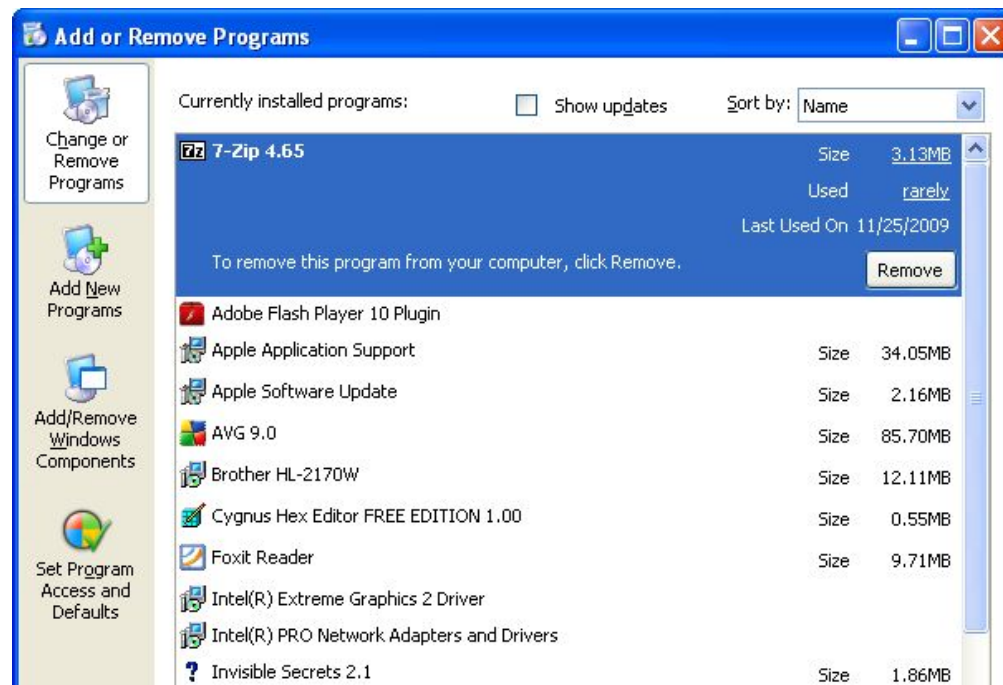 Add or Remove Programs
Change or
Remove
Programs
Add New
Programs
Add/Remove
Windows
Components
Set Program
Access and
Defaults
Currently installed programs: Show updates Sort by: Name
7z 7-Zip 4.65 Size 3.13MB
Used rarely
Last Used On 11/25/2009
To remove this program from your computer, click Remove. Remove
Adobe Flash Player 10 Plugin
Apple Application Support Size 34.05MB
Apple Software Update Size 2.16MB
AVG 9.0 Size 85.70MB
Brother HL-2170W Size 12.11MB
Cygnus Hex Editor FREE EDITION 1.00 Size 0.55MB
Foxit Reader Size 9.71MB
Intel(R) Extreme Graphics 2 Driver
Intel(R) PRO Network Adapters and Drivers
? Invisible Secrets 2.1 Size 1.86MB